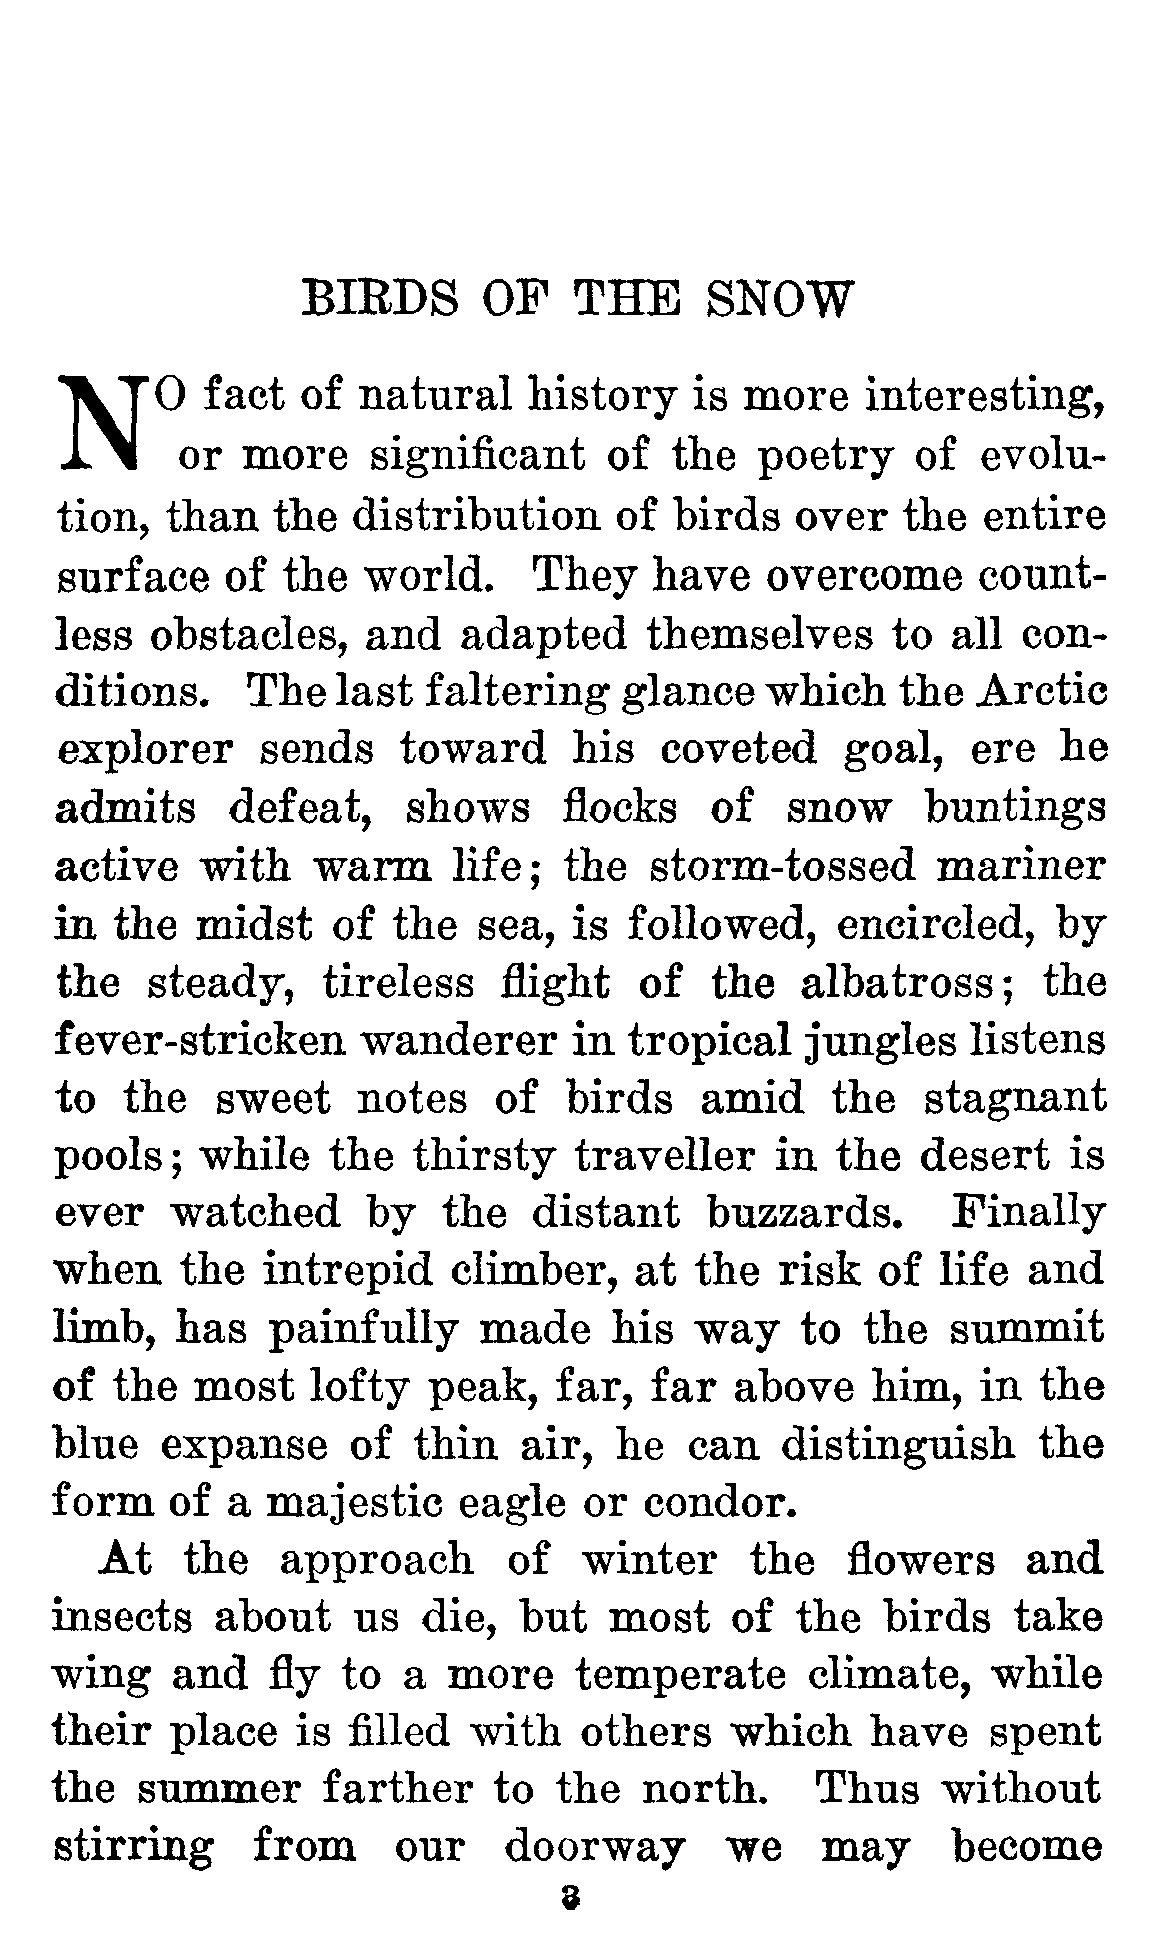 BIRDS OF THE SNOW
NO fact of natural history is more interesting,
or more significant of the poetry of evolu-
tion, than the distribution of birds over the entire
surface of the world. They have overcome count-
less obstacles, and adapted themselves to all con-
ditions. The last faltering glance which the Arctic
explorer sends toward his coveted goal, ere he
admits defeat, shows flocks of snow buntings
active with warm life; the storm-tossed mariner
in the midst of the sea, is followed, encircled, by
the steady, tireless flight of the albatross; the
fever-stricken wanderer in tropical jungles listens
to the sweet notes of birds amid the stagnant
pools; while the thirsty traveller in the desert is
ever watched by the distant buzzards. Finally
when the intrepid climber, at the risk of life and
limb, has painfully made his way to the summit
of the most lofty peak, far, far above him, in the
blue expanse of thin air, he can distinguish the
form of a majestic eagle or condor.
At the approach of winter the flowers and
insects about us die, but most of the birds take
wing and fly to a more temperate climate, while
their place is filled with others which have spent
the summer farther to the north. Thus without
stirring from our doorway we may become
3